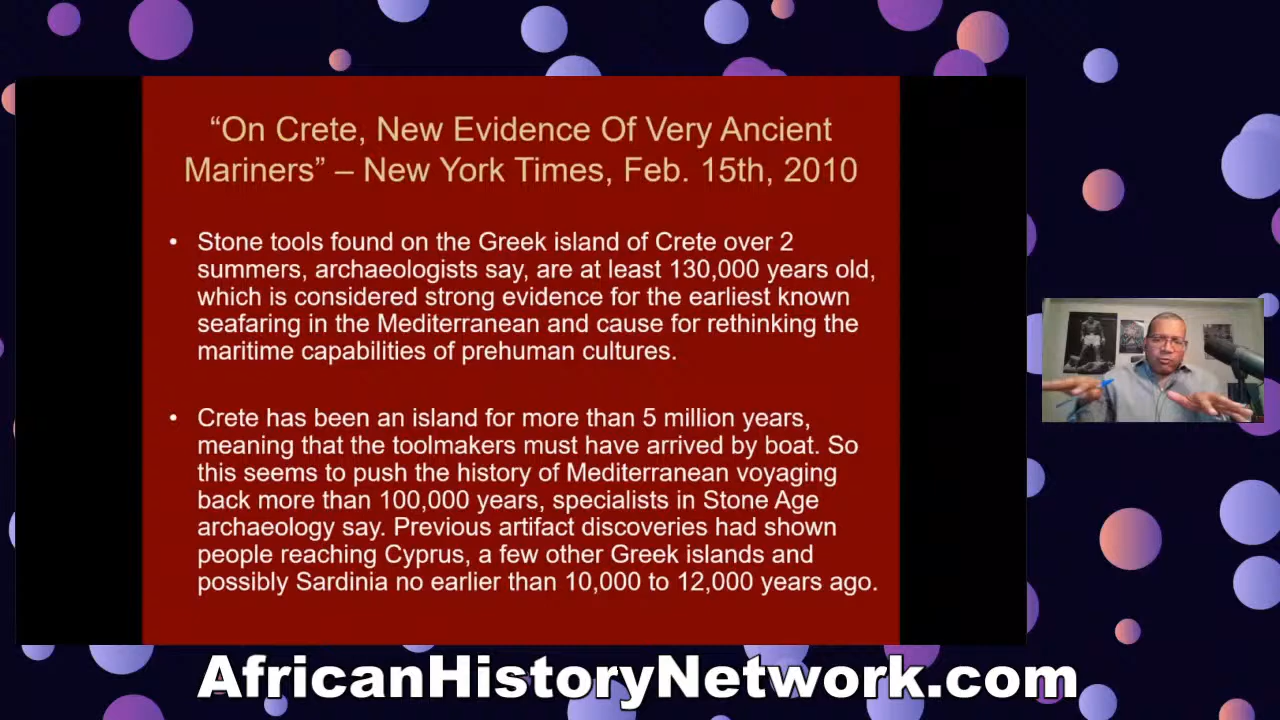 “On Crete, New Evidence Of Very Ancient
Mariners” – New York Times, Feb. 15th, 2010
• Stone tools found on the Greek island of Crete over 2
summers, archaeologists say, are at least 130,000 years old,
which is considered strong evidence for the earliest known
seafaring in the Mediterranean and cause for rethinking the
maritime capabilities of prehuman cultures.
• Crete has been an island for more than 5 million years,
meaning that the toolmakers must have arrived by boat. So
this seems to push the history of Mediterranean voyaging
back more than 100,000 years, specialists in Stone Age
archaeology say. Previous artifact discoveries had shown
people reaching Cyprus, a few other Greek islands and
possibly Sardinia no earlier than 10,000 to 12,000 years ago.
AfricanHistoryNetwork.com